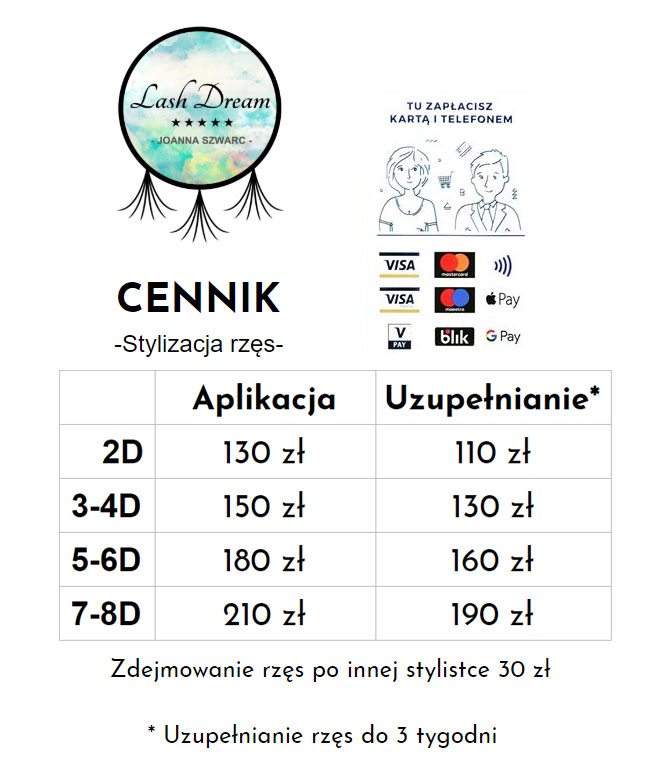 Lash Dream
★★★★★
- JOANNA SZWARC -
TU ZAPŁACISZ
KARTĄ I TELEFONEM
VISA mastercard
VISA maestro Pay
V PAY blik G Pay
CENNIK
-Stylizacja rzęs-
Aplikacja Uzupełnianie*
2D 130 zł 110 zł
3-4D 150 zł 130 zł
5-6D 180 zł 160 zł
7-8D 210 zł 190 zł
Zdejmowanie rzęs po innej stylistce 30 zł
* Uzupełnianie rzęs do 3 tygodni